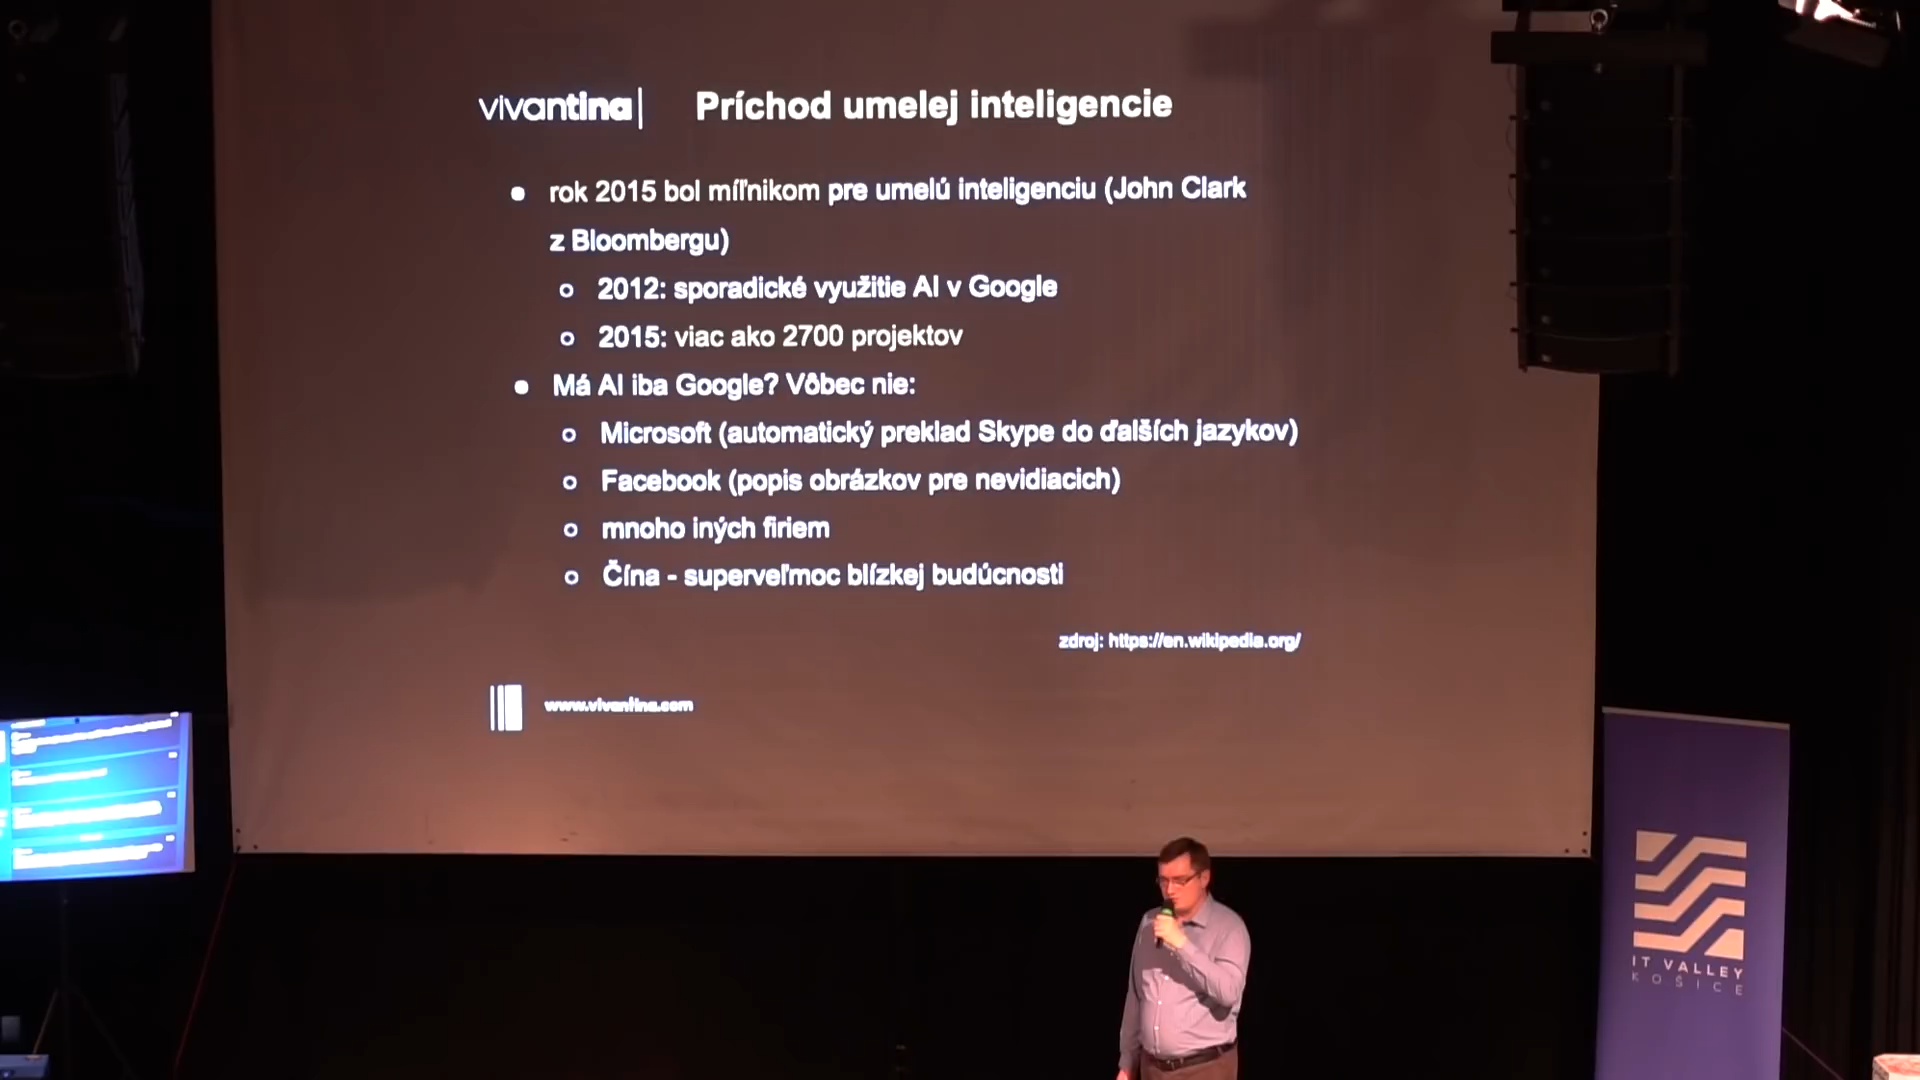 vivantina Príchod umelej inteligencie
rok 2015 bol míľnikom pre umelú inteligenciu (John Clark
z Bloombergu)
2012: sporadické využitie AI v Google
2015: viac ako 2700 projektov
Má AI iba Google? Vôbec nie:
Microsoft (automatický preklad Skype do ďalších jazykov)
Facebook (popis obrázkov pre nevidiacich)
mnoho iných firiem
Čína - superveľmoc blízkej budúcnosti
zdroj: https://en.wikipedia.org/
www.vivantina.com
IT VALLEY
KOŠICE